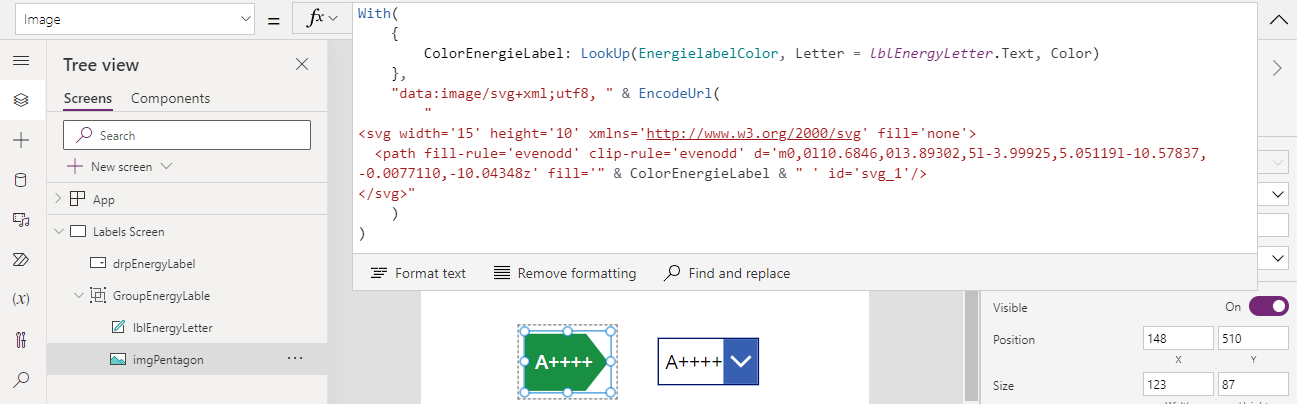 Image
= fx
With(
{
ColorEnergieLabel: LookUp(EnergielabelColor, Letter = lblEnergyLetter.Text, Color)
},
"data:image/svg+xml;utf8, " & EncodeUrl(
"
<svg width='15' height='10' xmlns='http://www.w3.org/2000/svg' fill='none'>
<path fill-rule='evenodd' clip-rule='evenodd' d='m0,0l10.6846,0l3.89302,5l-3.99925,5.05119l-10.57837,
-0.00771l0,-10.04348z' fill='" & ColorEnergieLabel & " ' id='svg_1'/>
</svg>"
)
)
Format text
Remove formatting
Find and replace
Tree view
Screens
Components
Search
New screen
App
Labels Screen
drpEnergyLabel
GroupEnergyLable
lblEnergyLetter
imgPentagon
(x)
A++++
A++++
Visible
On
Position
148
510
X
Y
Size
123
87
Width
Height